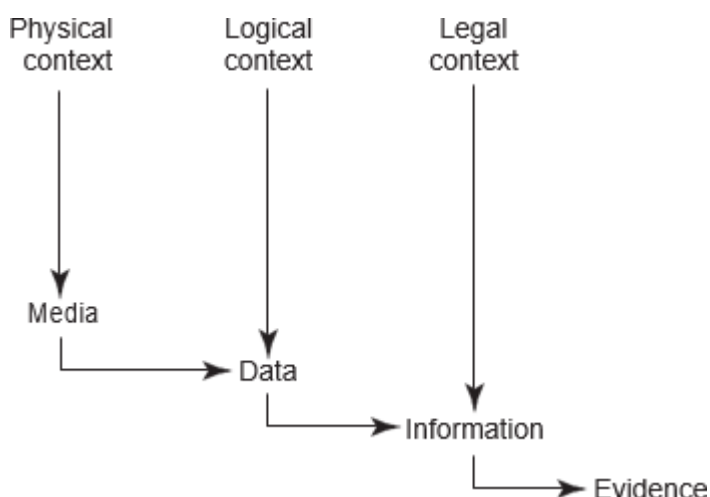 Physical
context
Logical
context
Legal
context
Media
Data
Information
Evidence